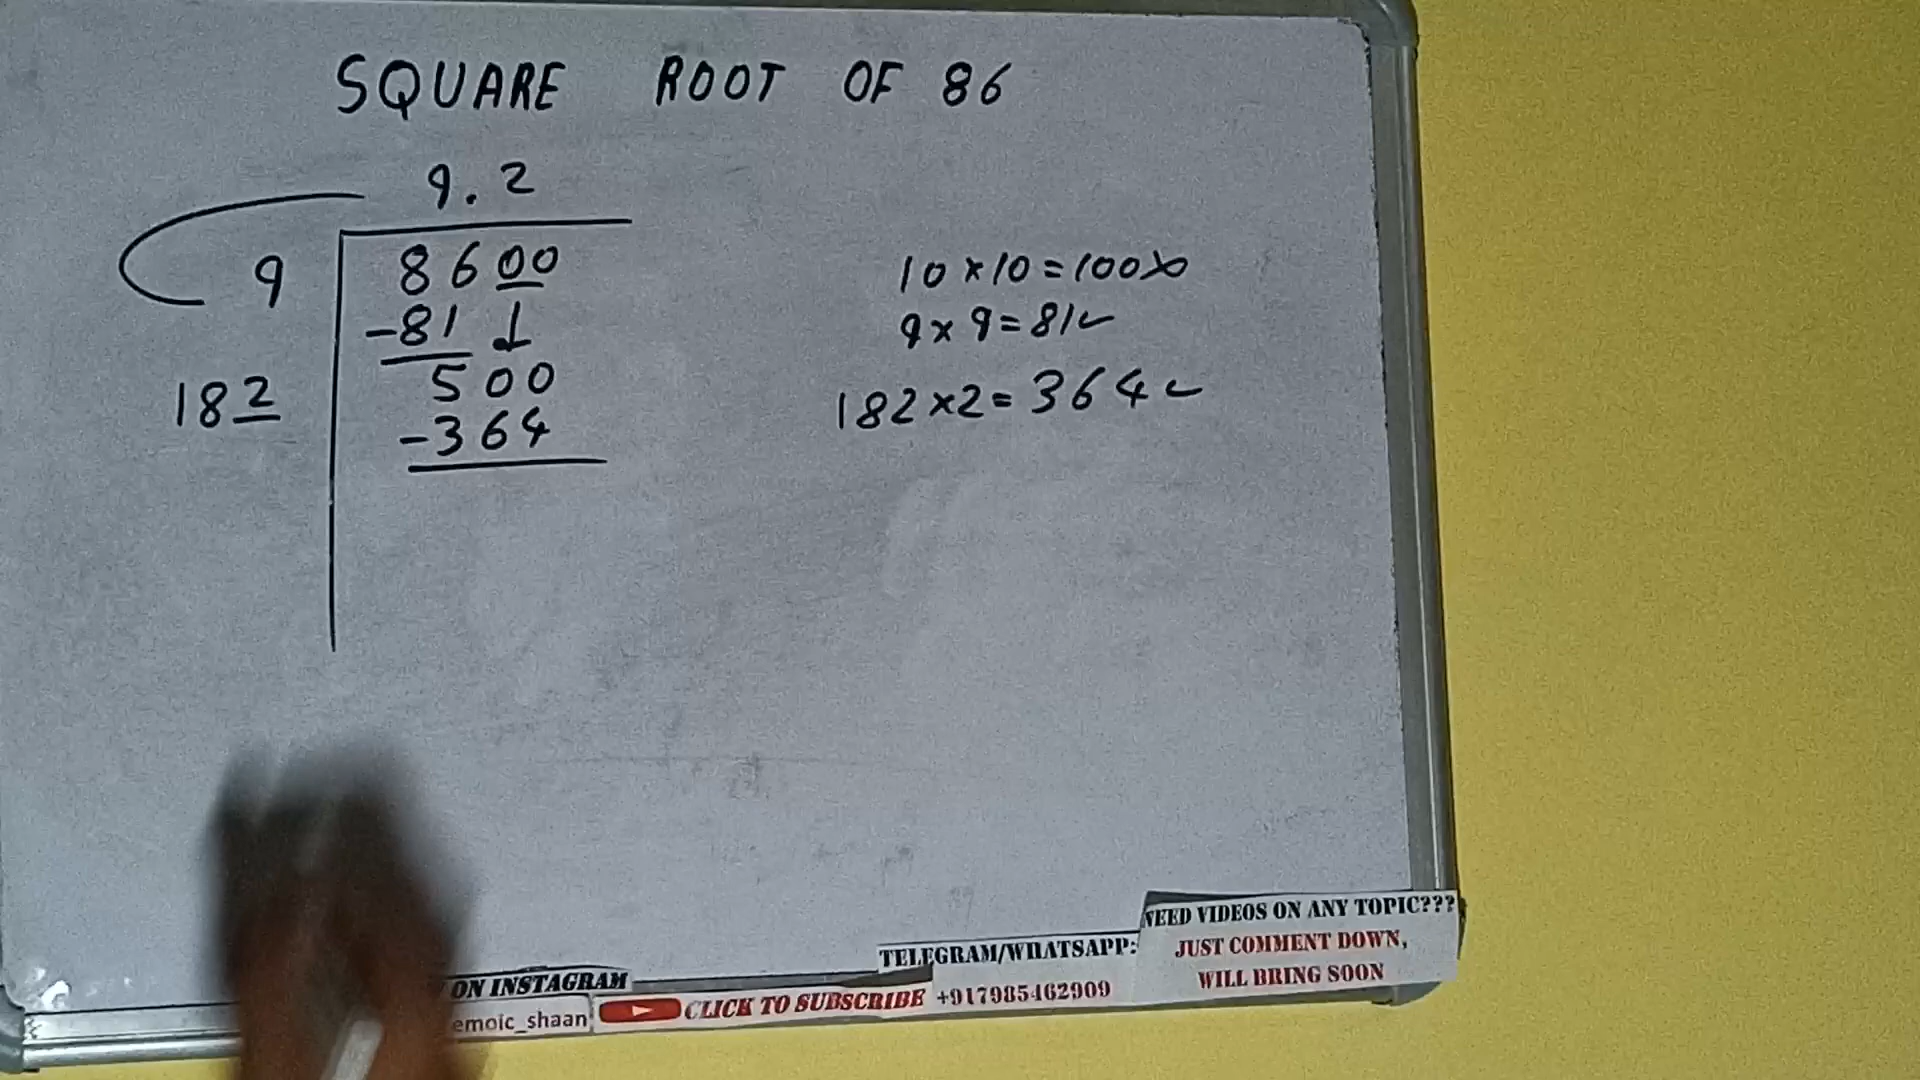 SQUARE ROOT OF 86
9.2
9
8600
-81
500
182
-364
10×10=100×
9×9=81✓
182×2=364✓
NEED VIDEOS ON ANY TOPIC???
JUST COMMENT DOWN,
WILL BRING SOON
TELEGRAM/WHATSAPP:
+917985462909
ON INSTAGRAM
emoic_shaan
CLICK TO SUBSCRIBE